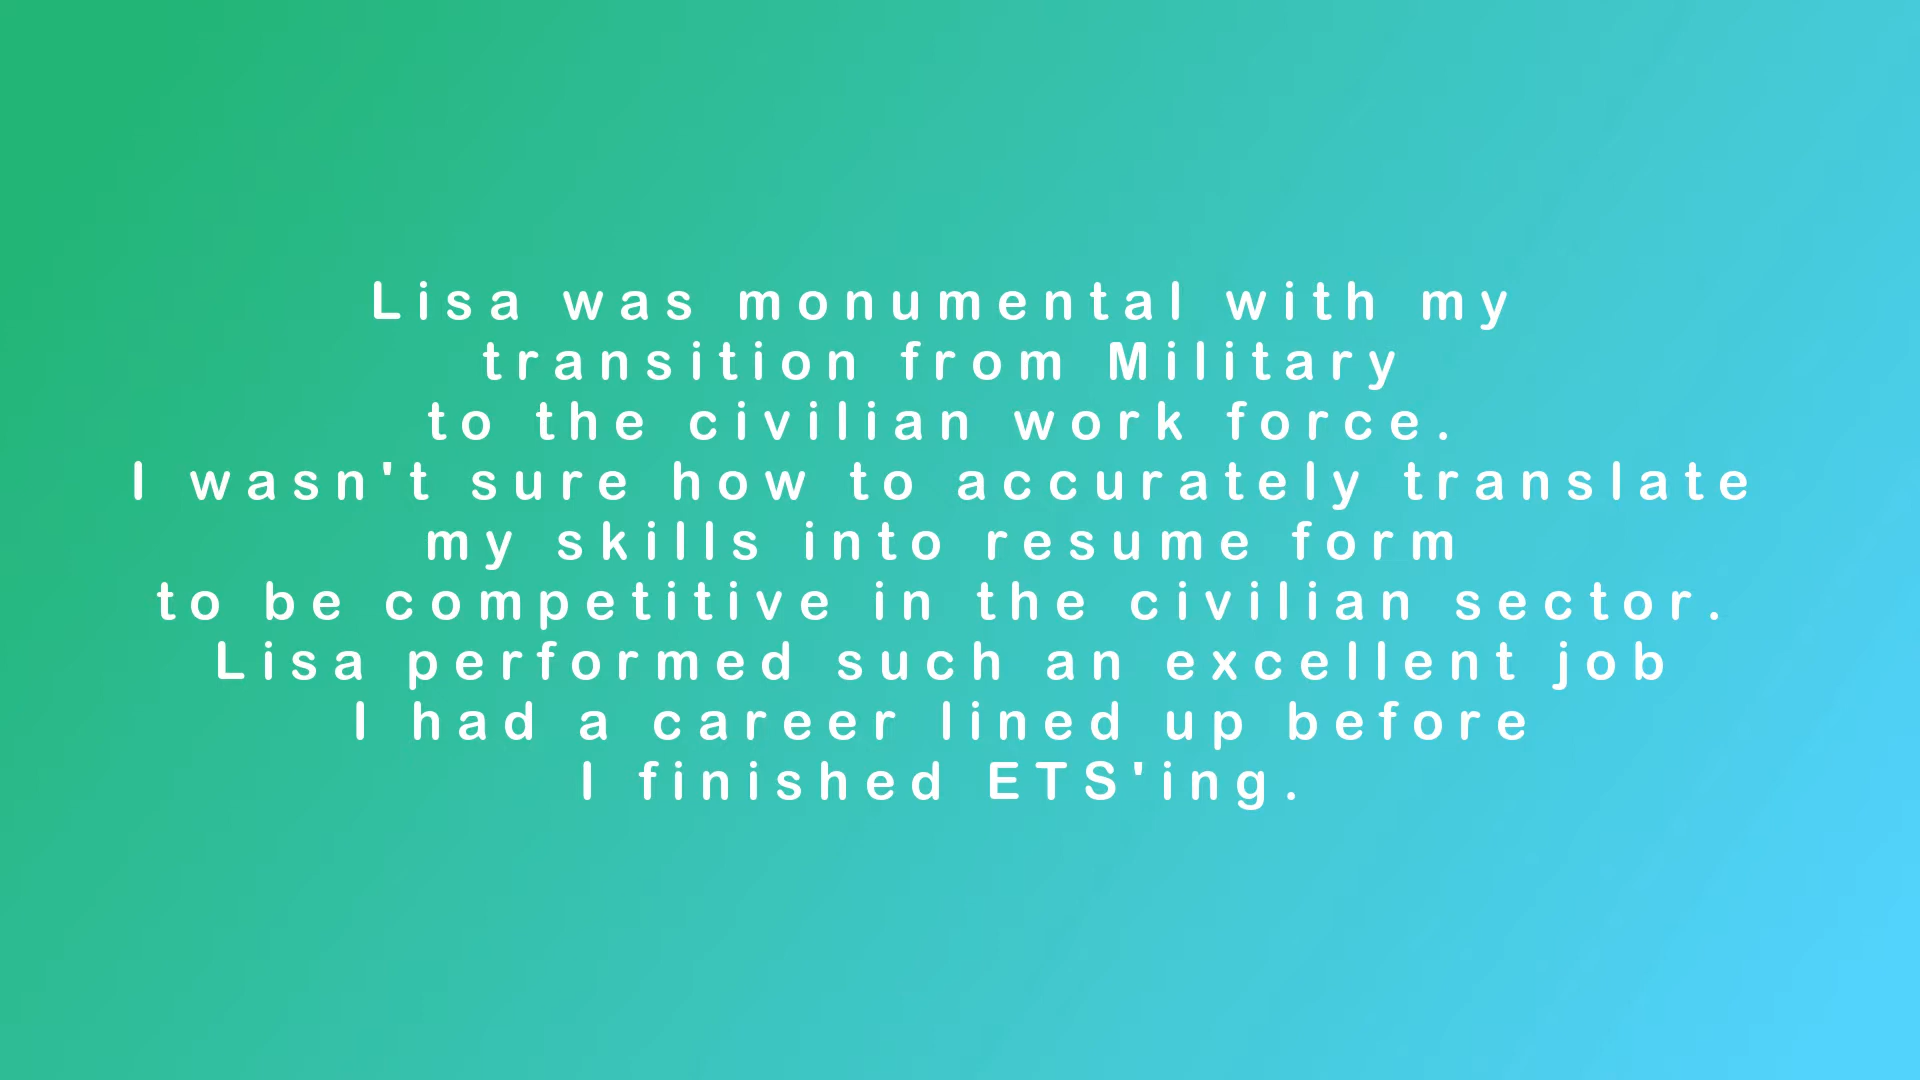 Lisa was monumental with my
transition from Military
to the civilian work force.
I wasn't sure how to accurately translate
my skills into resume form
to be competitive in the civilian sector.
Lisa performed such an excellent job
I had a career lined up before
I finished ETS'ing.